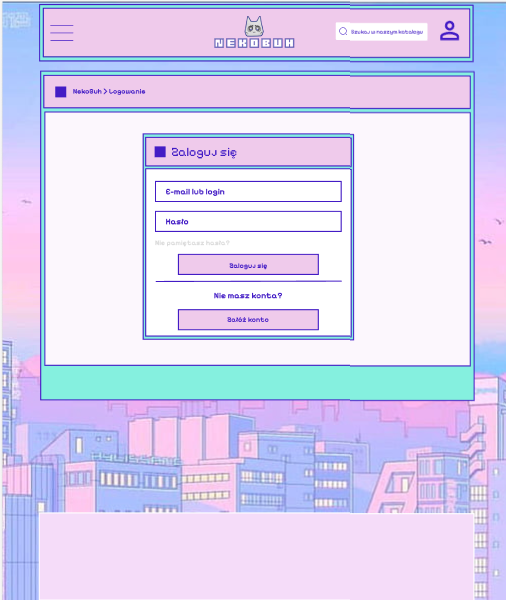 NEKOBUH
Szukaj w naszym katalogu
NekoBuh > Logowanie
Zaloguj się
E-mail lub login
Hasło
Nie pamiętasz hasła?
Zaloguj się
Nie masz konta?
Załóż konto